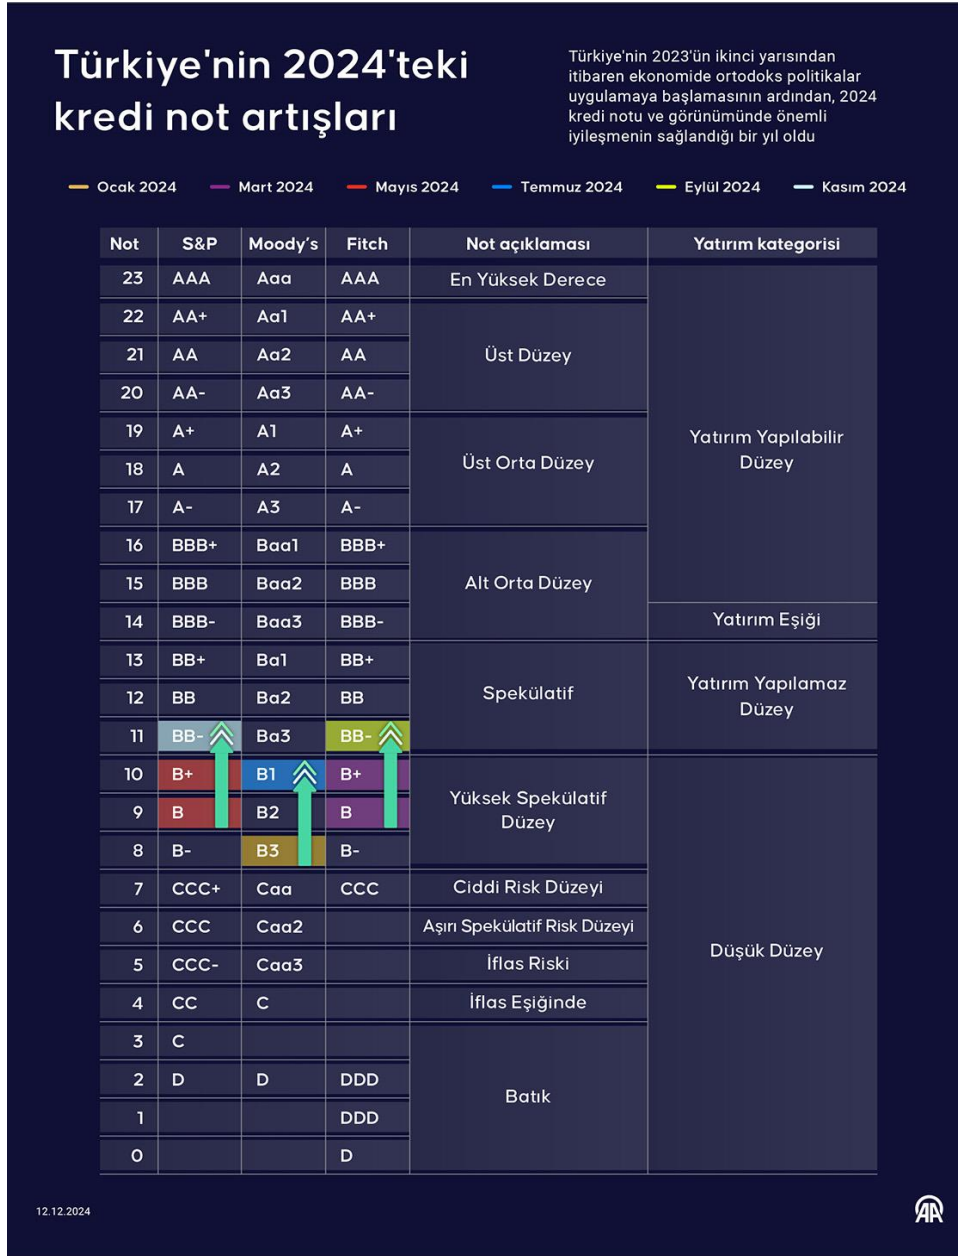 Türkiye'nin 2024'teki
kredi not artışları
Türkiye'nin 2023'ün ikinci yarısından
itibaren ekonomide ortodoks politikalar
uygulamaya başlamasının ardından, 2024
kredi notu ve görünümünde önemli
iyileşmenin sağlandığı bir yıl oldu
Ocak 2024 Mart 2024 Mayıs 2024 Temmuz 2024 Eylül 2024 Kasım 2024
Not S&P Moody's Fitch Not açıklaması Yatırım kategorisi
23 AAA Aaa AAA En Yüksek Derece
22 AA+ Aa1 AA+
21 AA Aa2 AA Üst Düzey
20 AA- Aa3 AA-
19 A+ A1 A+
Yatırım Yapılabilir
Düzey
18 A A2 A Üst Orta Düzey
17 A- A3 A-
16 BBB+ Baa1 BBB+
15 BBB Baa2 BBB Alt Orta Düzey
14 BBB- Baa3 BBB- Yatırım Eşiği
13 BB+ Ba1 BB+
12 BB Ba2 BB Spekülatif
Yatırım Yapılamaz
Düzey
11 BB- Ba3 BB-
10 B+ B1 B+
Yüksek Spekülatif
Düzey
9 B B2 B
8 B- B3 B-
7 CCC+ Caa CCC Ciddi Risk Düzeyi
6 CCC Caa2 Aşırı Spekülatif Risk Düzeyi
Düşük Düzey
5 CCC- Caa3 İflas Riski
4 CC C İflas Eşiğinde
3 C
2 D D DDD
Batık
1 DDD
0 D
12.12.2024
AA